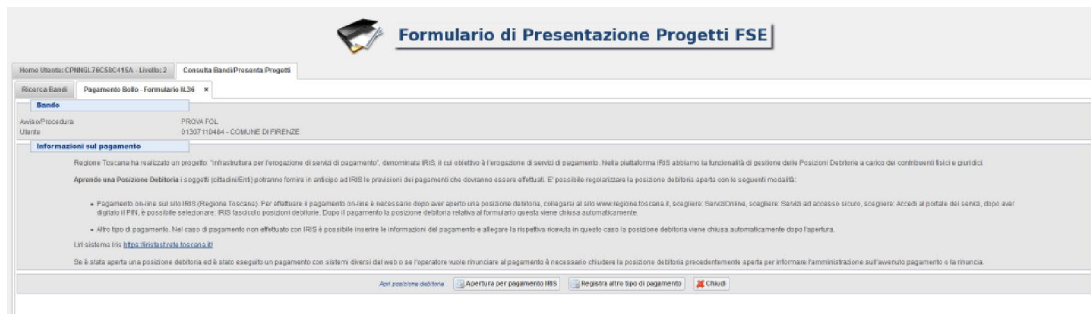 Formulario di Presentazione Progetti FSE
Home Utente: CPNNGL76C58C415A - Livello: 2 Consulta Bandi/Presenta Progetti
Ricerca Bandi Pagamento Bollo - Formulario N.36 ×
Bando
Avviso/Procedura PROVA FOL
Utente 01307110484 - COMUNE DI FIRENZE
Informazioni sul pagamento
Regione Toscana ha realizzato un progetto: "Infrastruttura per l'erogazione di servizi di pagamento", denominata IRIS, il cui obiettivo è l'erogazione di servizi di pagamento. Nella piattaforma IRIS abbiamo la funzionalità di gestione delle Posizioni Debitorie a carico dei contribuenti fisici e giuridici.
Aprendo una Posizione Debitoria i soggetti (cittadini/Enti) potranno fornire in anticipo ad IRIS le previsioni dei pagamenti che dovranno essere effettuati. E' possibile regolarizzare la posizione debitoria aperta con le seguenti modalità:
• Pagamento on-line sul sito IRIS (Regione Toscana). Per effettuare il pagamento on-line è necessario dopo aver aperto una posizione debitoria, collegarsi al sito www.regione.toscana.it, scegliere: ServiziOnline, scegliere: Servizi ad accesso sicuro, scegliere: Accedi al portale dei servizi, dopo aver
digitato il PIN, è possibile selezionare: IRIS fascicolo posizioni debitorie. Dopo il pagamento la posizione debitoria relativa al formulario questa viene chiusa automaticamente.
• Altro tipo di pagamento. Nel caso di pagamento non effettuato con IRIS è possibile inserire le informazioni del pagamento e allegare la rispettiva ricevuta in questo caso la posizione debitoria viene chiusa automaticamente dopo l'apertura.
Url sistema Iris https://iristest.rete.toscana.it/
Se è stata aperta una posizione debitoria ed è stato eseguito un pagamento con sistemi diversi dal web o se l'operatore vuole rinunciare al pagamento è necessario chiudere la posizione debitoria precedentemente aperta per informare l'amministrazione sull'avvenuto pagamento o la rinuncia.
Apri posizione debitoria Apertura per pagamento IRIS Registra altro tipo di pagamento Chiudi